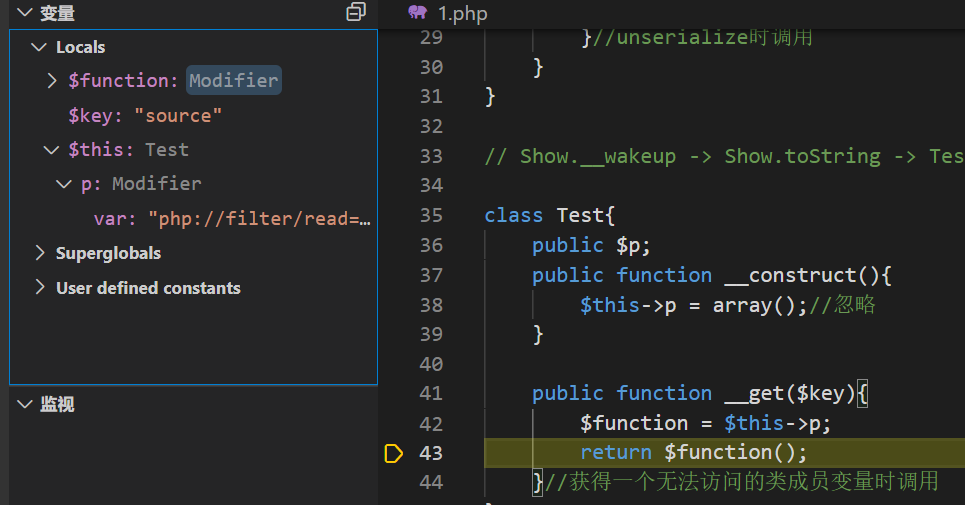 变量
Locals
$function: Modifier
$key: "source"
$this: Test
p: Modifier
var: "php://filter/read=…
Superglobals
User defined constants
监视
1.php
29 }//unserialize时调用
30 }
31 }
32
33 // Show.__wakeup -> Show.toString -> Tes
34
35 class Test{
36 public $p;
37 public function __construct(){
38 $this->p = array();//忽略
39 }
40
41 public function __get($key){
42 $function = $this->p;
43 return $function();
44 }//获得一个无法访问的类成员变量时调用